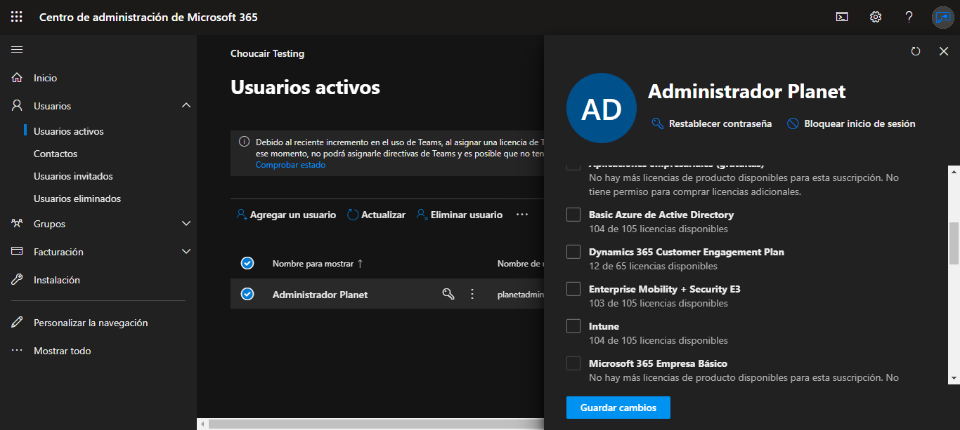 Centro de administración de Microsoft 365
Inicio
Usuarios
Usuarios activos
Contactos
Usuarios invitados
Usuarios eliminados
Grupos
Facturación
Instalación
Personalizar la navegación
Mostrar todo
Choucair Testing
Usuarios activos
Debido al reciente incremento en el uso de Teams, al asignar una licencia de T
ese momento, no podrá asignarle directivas de Teams y es posible que no ten
Comprobar estado
Agregar un usuario
Actualizar
Eliminar usuario
Nombre para mostrar ↑
Nombre de
Administrador Planet
planetadmin
AD
Administrador Planet
Restablecer contraseña
Bloquear inicio de sesión
Aplicaciones empresariales (gratuitas)
No hay más licencias de producto disponibles para esta suscripción. No
tiene permiso para comprar licencias adicionales.
Basic Azure de Active Directory
104 de 105 licencias disponibles
Dynamics 365 Customer Engagement Plan
12 de 65 licencias disponibles
Enterprise Mobility + Security E3
103 de 105 licencias disponibles
Intune
104 de 105 licencias disponibles
Microsoft 365 Empresa Básico
No hay más licencias de producto disponibles para esta suscripción. No
Guardar cambios